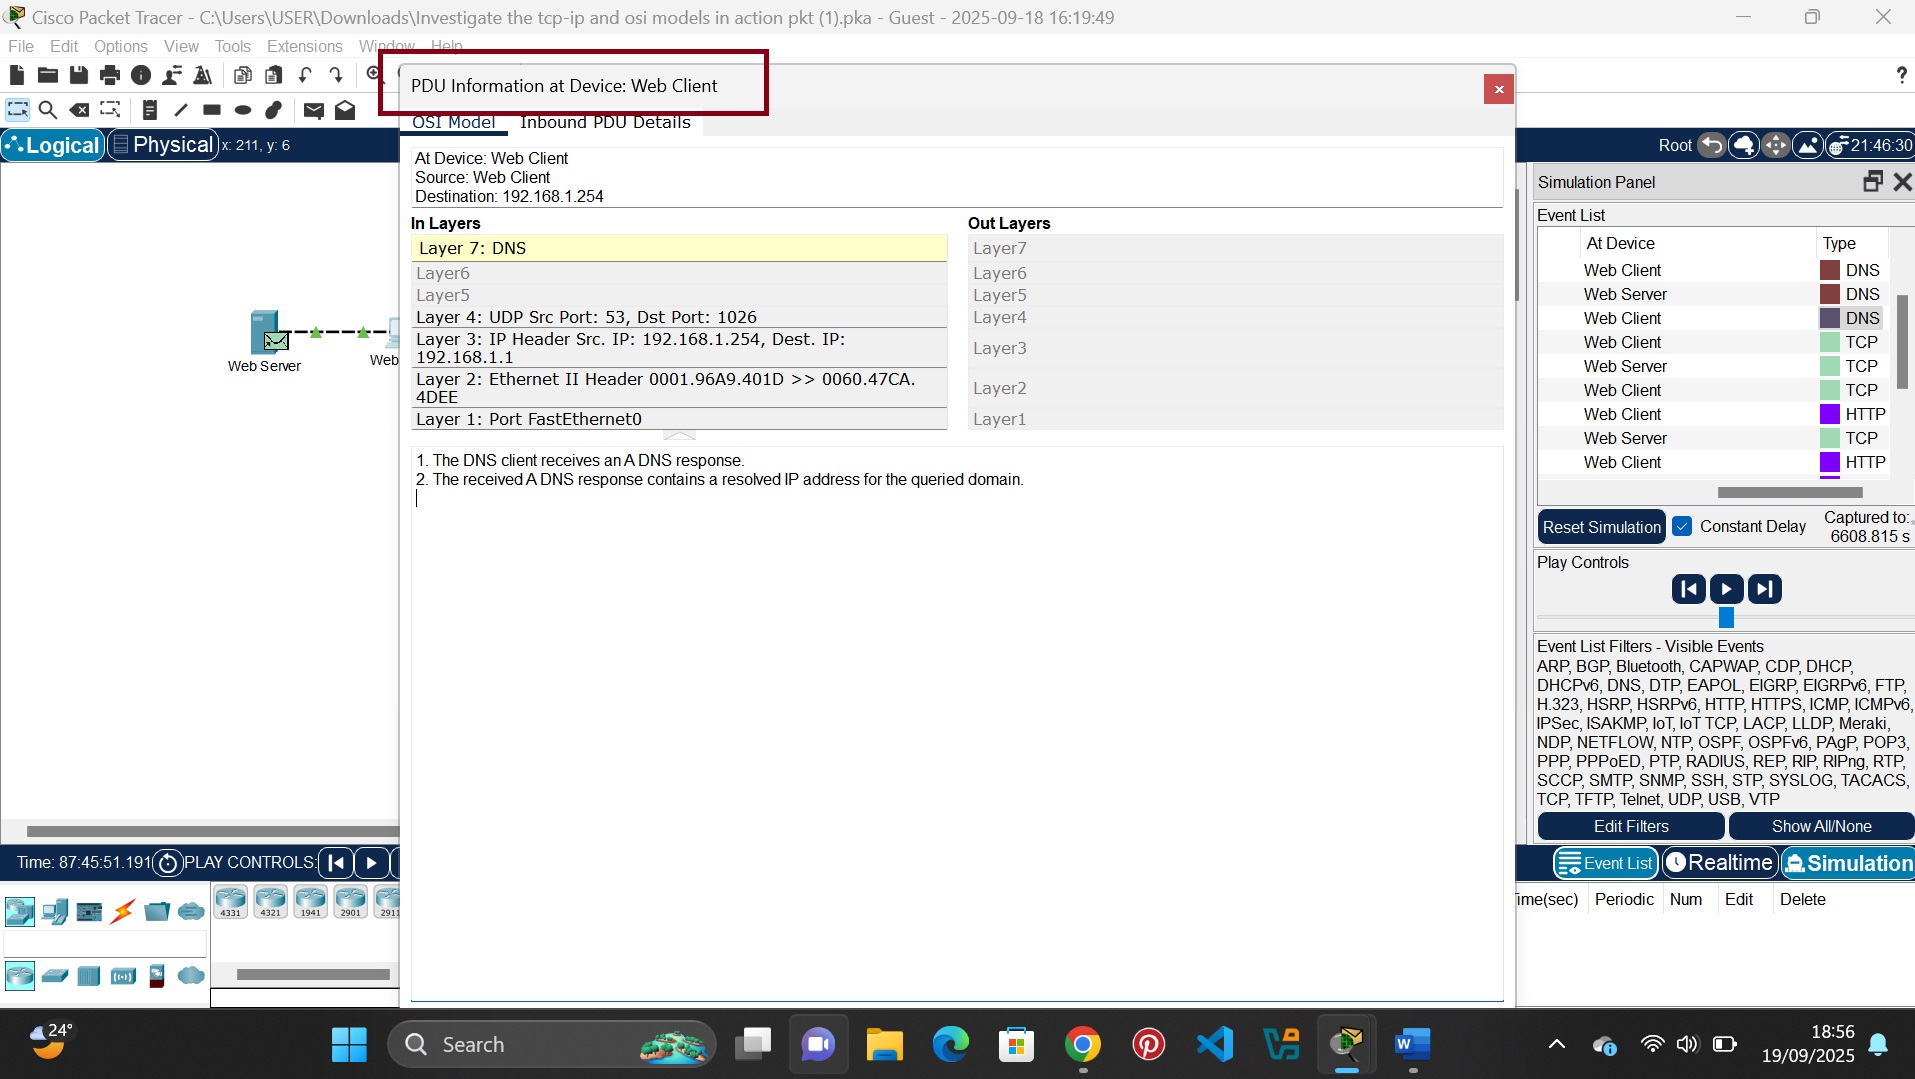 Cisco Packet Tracer - C:\Users\USER\Downloads\Investigate the tcp-ip and osi models in action pkt (1).pka - Guest - 2025-09-18 16:19:49
File Edit Options View Tools Extensions Window Help
PDU Information at Device: Web Client
OSI Model Inbound PDU Details
Logical Physical x: 211, y: 6
Root 21:46:30
At Device: Web Client
Source: Web Client
Destination: 192.168.1.254
In Layers
Layer 7: DNS
Layer6
Layer5
Layer 4: UDP Src Port: 53, Dst Port: 1026
Layer 3: IP Header Src. IP: 192.168.1.254, Dest. IP:
192.168.1.1
Layer 2: Ethernet II Header 0001.96A9.401D >> 0060.47CA.
4DEE
Layer 1: Port FastEthernet0
Out Layers
Layer7
Layer6
Layer5
Layer4
Layer3
Layer2
Layer1
1. The DNS client receives an A DNS response.
2. The received A DNS response contains a resolved IP address for the queried domain.
Web Server
Web
Simulation Panel
Event List
At Device Type
Web Client DNS
Web Server DNS
Web Client DNS
Web Client TCP
Web Server TCP
Web Client TCP
Web Client HTTP
Web Server TCP
Web Client HTTP
Reset Simulation Constant Delay
Captured to:
6608.815 s
Play Controls
Event List Filters - Visible Events
ARP, BGP, Bluetooth, CAPWAP, CDP, DHCP,
DHCPv6, DNS, DTP, EAPOL, EIGRP, EIGRPv6, FTP,
H.323, HSRP, HSRPv6, HTTP, HTTPS, ICMP, ICMPv6,
IPSec, ISAKMP, IoT, IoT TCP, LACP, LLDP, Meraki,
NDP, NETFLOW, NTP, OSPF, OSPFv6, PAgP, POP3,
PPP, PPPoED, PTP, RADIUS, REP, RIP, RIPng, RTP,
SCCP, SMTP, SNMP, SSH, STP, SYSLOG, TACACS,
TCP, TFTP, Telnet, UDP, USB, VTP
Edit Filters Show All/None
Time: 87:45:51.191 PLAY CONTROLS:
Event List Realtime Simulation
4331 4321 1941 2901 2911
ime(sec) Periodic Num Edit Delete
24°
Search
18:56
19/09/2025